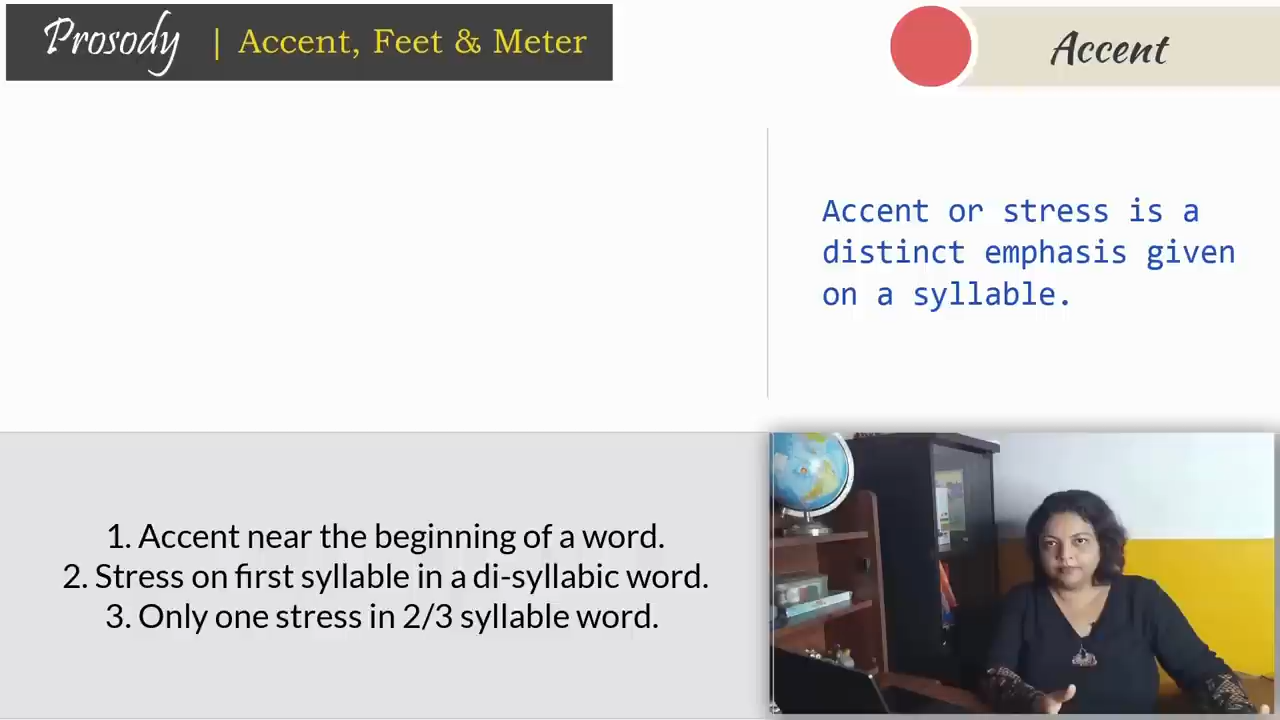 Prosody | Accent, Feet & Meter
Accent
Accent or stress is a
distinct emphasis given
on a syllable.
1. Accent near the beginning of a word.
2. Stress on first syllable in a di-syllabic word.
3. Only one stress in 2/3 syllable word.